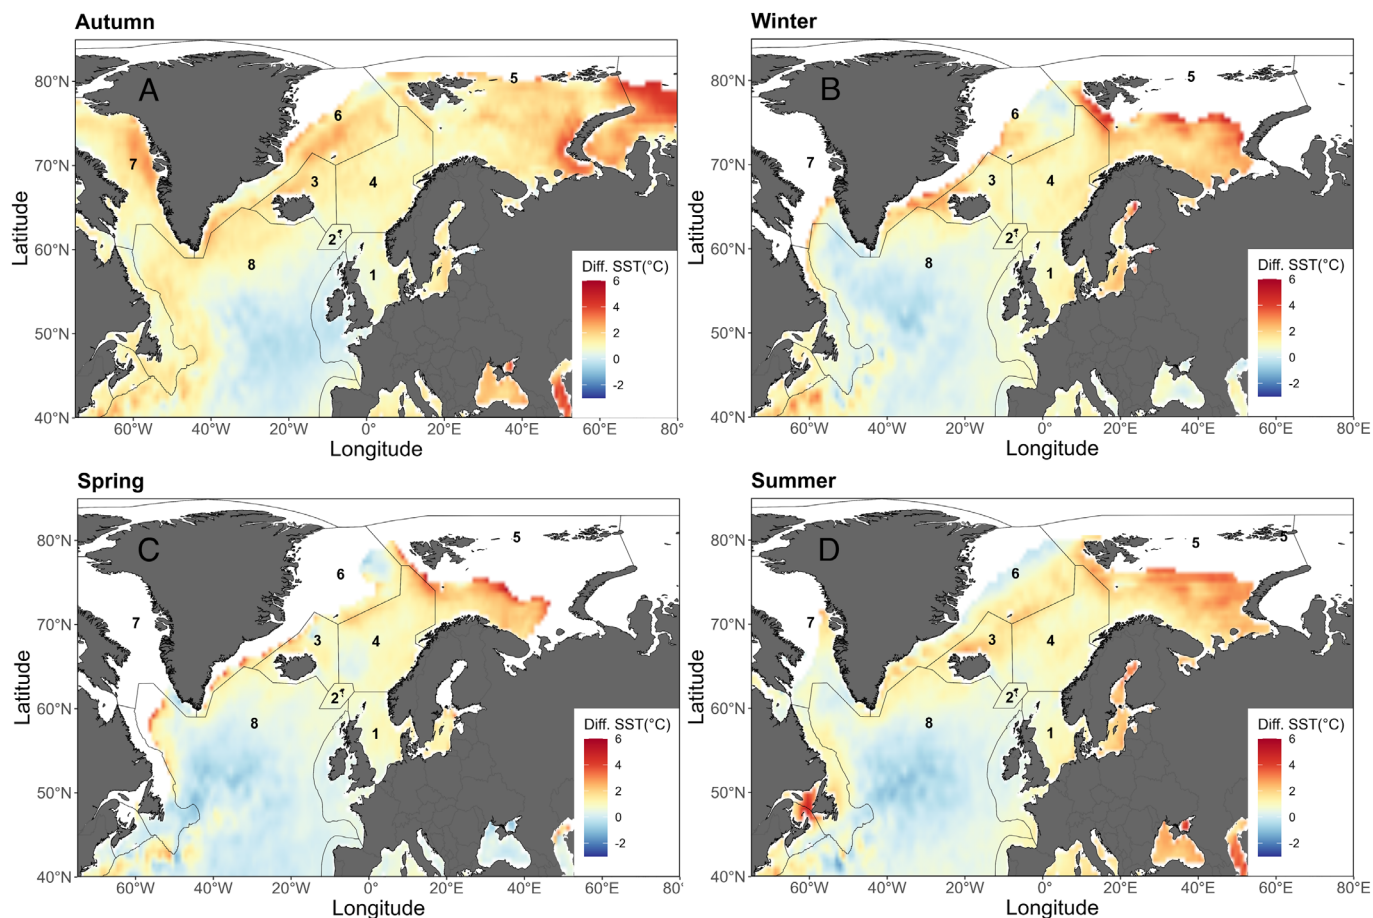 Autumn
A
80°N
70°N
60°N
50°N
40°N
Latitude
60°W
40°W
20°W
0°
20°E
40°E
60°E
80°E
Longitude
1
2
3
4
5
6
7
8
Diff. SST(°C)
6
4
2
0
-2
Winter
B
80°N
70°N
60°N
50°N
40°N
Latitude
60°W
40°W
20°W
0°
20°E
40°E
60°E
80°E
Longitude
1
2
3
4
5
6
7
8
Diff. SST(°C)
6
4
2
0
-2
Spring
C
80°N
70°N
60°N
50°N
40°N
Latitude
60°W
40°W
20°W
0°
20°E
40°E
60°E
80°
Longitude
1
2
3
4
5
6
7
8
Diff. SST(°C)
6
4
2
0
-2
Summer
D
80°N
70°N
60°N
50°N
40°N
Latitude
60°W
40°W
20°W
0°
20°E
40°E
60°E
80°E
Longitude
1
2
3
4
5
5
6
7
8
Diff. SST(°C)
6
4
2
0
-2